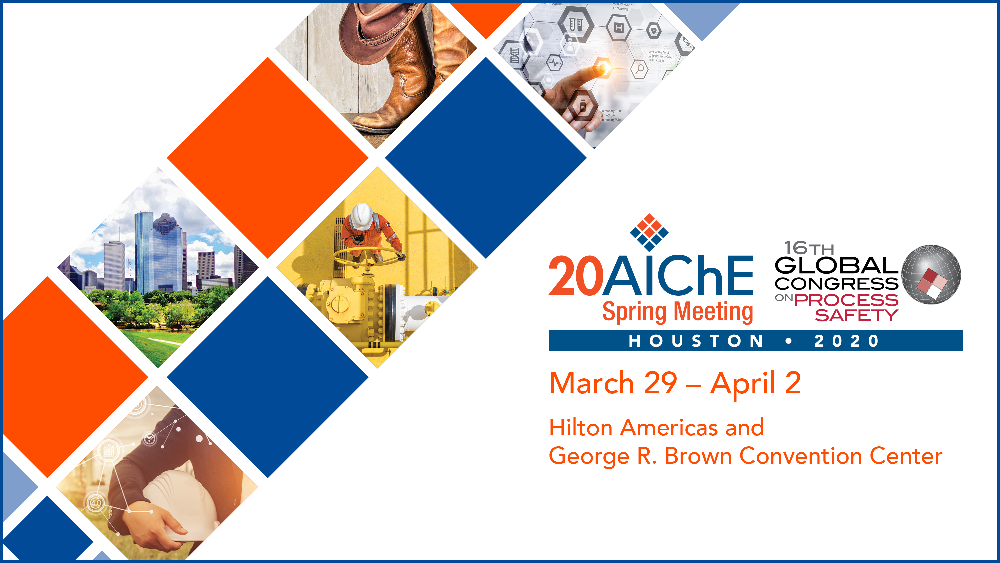 Papillary Muscle
Left Ventricle
Arch of the Aorta
Superior Vena Cava
Right Atrium
Pulmonary Trunk
Left Atrium
Pulmonary Vein
4.0
20AIChE
Spring Meeting
16TH
GLOBAL
CONGRESS
ON PROCESS
SAFETY
HOUSTON • 2020
March 29 – April 2
Hilton Americas and
George R. Brown Convention Center